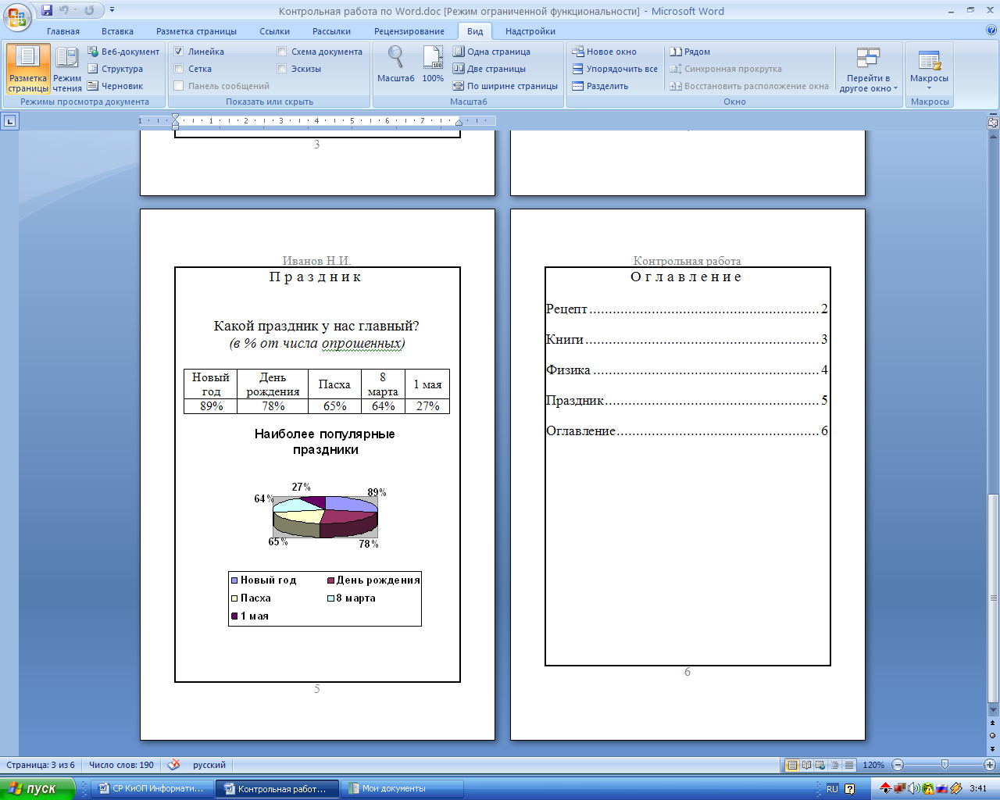 Контрольная работа по Word.doc [Режим ограниченной функциональности] - Microsoft Word
Главная Вставка Разметка страницы Ссылки Рассылки Рецензирование Вид Надстройки
Разметка страницы
Режим чтения
Веб-документ
Структура
Черновик
Режимы просмотра документа
Линейка
Сетка
Панель сообщений
Схема документа
Эскизы
Показать или скрыть
Масштаб
100%
Одна страница
Две страницы
По ширине страницы
Масштаб
Новое окно
Упорядочить все
Разделить
Рядом
Синхронная прокрутка
Восстановить расположение окна
Перейти в другое окно
Окно
Макросы
Макросы
1 1 2 3 4 5 6 7
3
Иванов Н.И.
П р а з д н и к
Какой праздник у нас главный?
(в % от числа опрошенных)
Новый год День рождения Пасха 8 марта 1 мая
89% 78% 65% 64% 27%
Наиболее популярные
праздники
27%
89%
64%
65%
78%
Новый год День рождения
Пасха 8 марта
1 мая
5
Контрольная работа
О г л а в л е н и е
Рецепт........................................................... 2
Книги............................................................ 3
Физика.......................................................... 4
Праздник....................................................... 5
Оглавление.................................................... 6
6
Страница: 3 из 6 Число слов: 190 русский 120%
пуск СР КиОП Информати... Контрольная работ... Мои документы RU 3:41